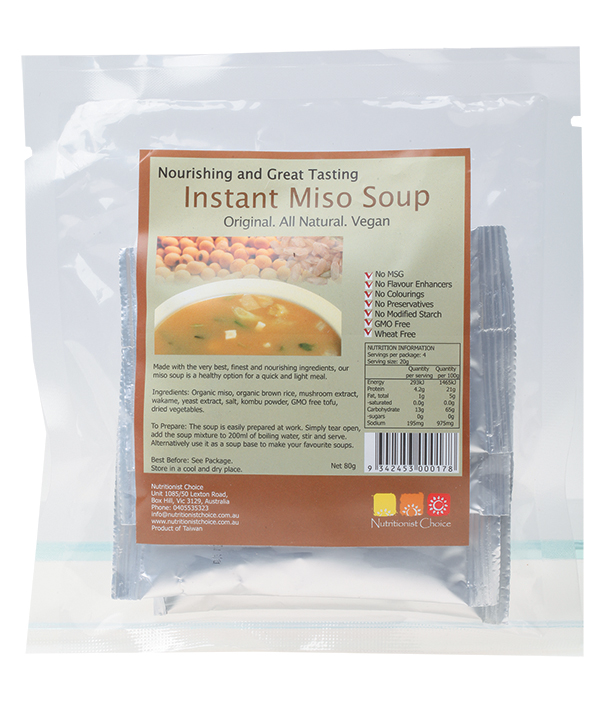 Nourishing and Great Tasting
Instant Miso Soup
Original. All Natural. Vegan
No MSG
No Flavour Enhancers
No Colourings
No Preservatives
No Modified Starch
GMO Free
Wheat Free
Made with the very best, finest and nourishing ingredients, our
miso soup is a healthy option for a quick and light meal.
Ingredients: Organic miso, organic brown rice, mushroom extract,
wakame, yeast extract, salt, kombu powder, GMO free tofu,
dried vegetables.
To Prepare: The soup is easily prepared at work. Simply tear open,
add the soup mixture to 200ml of boiling water, stir and serve.
Alternatively use it as a soup base to make your favourite soups.
Best Before: See Package.
Store in a cool and dry place.
Net 80g
NUTRITION INFORMATION
Servings per package: 4
Serving size: 20g
Quantity Quantity
per serving per 100g
Energy 293kJ 1465kJ
Protein 4.2g 21g
Fat, total 1g 5g
-saturated 0.0g 0.0g
Carbohydrate 13g 65g
-sugars 0g 0g
Sodium 195mg 975mg
9 342453 000178
Nutritionist Choice
Unit 1085/50 Lexton Road,
Box Hill, Vic 3129, Australia
Phone: 0405535323
info@nutritionistchoice.com.au
www.nutritionistchoice.com.au
Product of Taiwan
Nutritionist Choice